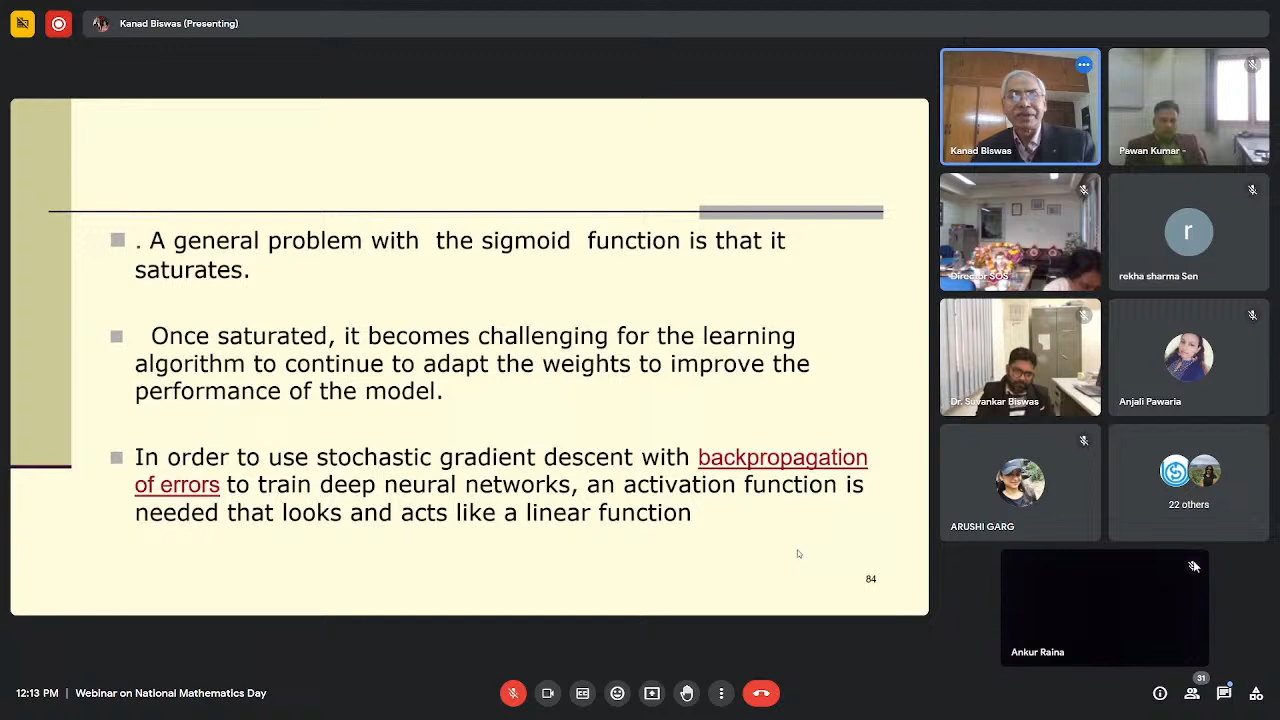 Kanad Biswas (Presenting)
. A general problem with the sigmoid function is that it
saturates.
Once saturated, it becomes challenging for the learning
algorithm to continue to adapt the weights to improve the
performance of the model.
In order to use stochastic gradient descent with backpropagation
of errors to train deep neural networks, an activation function is
needed that looks and acts like a linear function
84
Kanad Biswas
Pawan Kumar -
Director SOS
r
rekha sharma Sen
Dr. Suvankar Biswas
Anjali Pawaria
ARUSHI GARG
22 others
Ankur Raina
12:13 PM | Webinar on National Mathematics Day
31